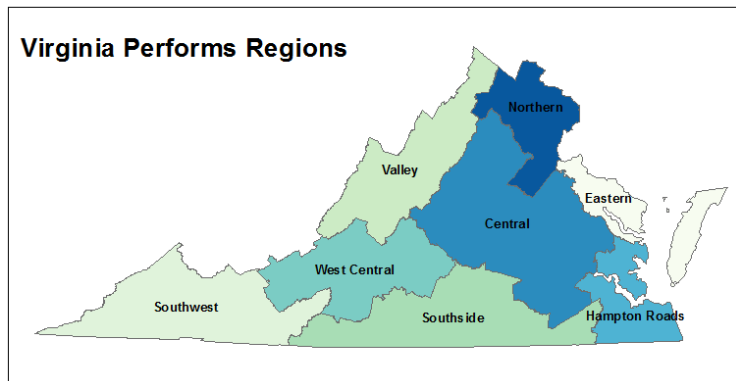 Virginia Performs Regions
Northern
Valley
Eastern
Central
West Central
Southwest
Southside
Hampton Roads